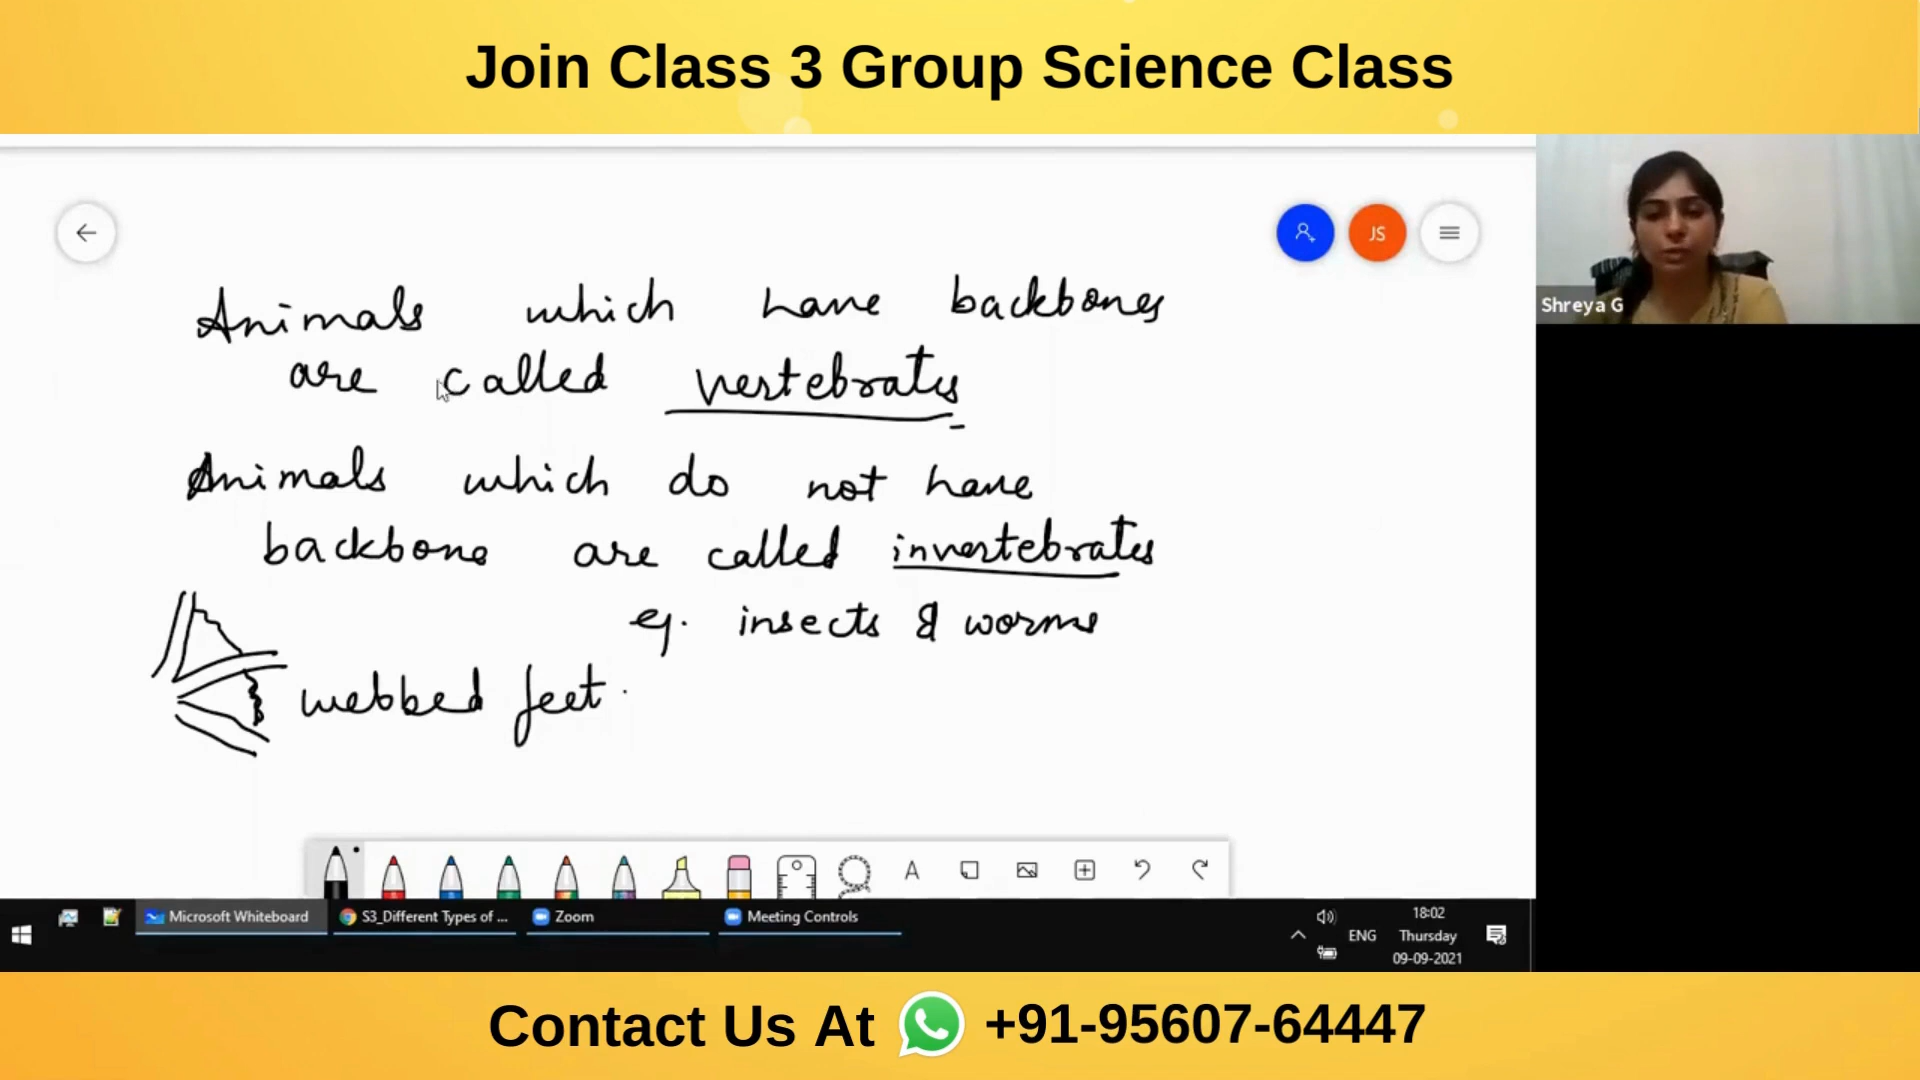 Join Class 3 Group Science Class
JS
Shreya G
Animals which have backbones
are called vertebrates
Animals which do not have
backbone are called invertebrates
eg. insects & worms
webbed feet.
A
Microsoft Whiteboard
S3_Different Types of ...
Zoom
Meeting Controls
ENG
18:02
Thursday
09-09-2021
Contact Us At +91-95607-64447